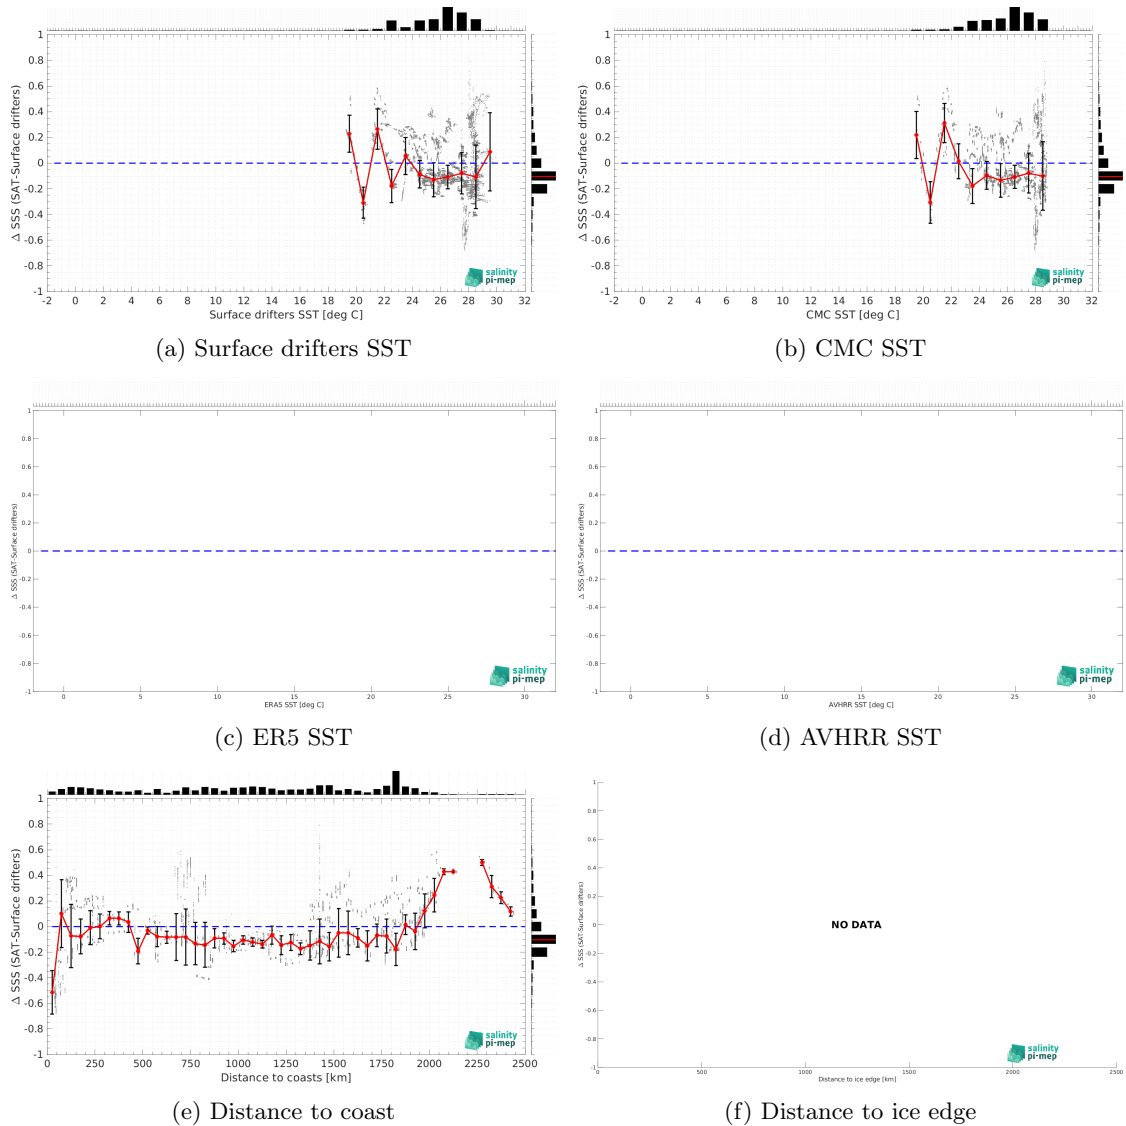 1
0.8
0.6
0.4
0.2
0
-0.2
-0.4
-0.6
-0.8
-1
Δ SSS (SAT-Surface drifters)
-2 0 2 4 6 8 10 12 14 16 18 20 22 24 26 28 30 32
Surface drifters SST [deg C]
salinity
pi-mep
(a) Surface drifters SST
1
0.8
0.6
0.4
0.2
0
-0.2
-0.4
-0.6
-0.8
-1
Δ SSS (SAT-Surface drifters)
-2 0 2 4 6 8 10 12 14 16 18 20 22 24 26 28 30 32
CMC SST [deg C]
salinity
pi-mep
(b) CMC SST
1
0.8
0.6
0.4
0.2
0
-0.2
-0.4
-0.6
-0.8
-1
Δ SSS (SAT-Surface drifters)
0 5 10 15 20 25 30
ERA5 SST [deg C]
salinity
pi-mep
(c) ER5 SST
1
0.8
0.6
0.4
0.2
0
-0.2
-0.4
-0.6
-0.8
-1
Δ SSS (SAT-Surface drifters)
0 5 10 15 20 25 30
AVHRR SST [deg C]
salinity
pi-mep
(d) AVHRR SST
1
0.8
0.6
0.4
0.2
0
-0.2
-0.4
-0.6
-0.8
-1
Δ SSS (SAT-Surface drifters)
0 250 500 750 1000 1250 1500 1750 2000 2250 2500
Distance to coasts [km]
salinity
pi-mep
(e) Distance to coast
1
0.8
0.6
0.4
0.2
0
-0.2
-0.4
-0.6
-0.8
-1
Δ SSS (SAT-Surface drifters)
NO DATA
0 500 1000 1500 2000 2500
Distance to ice edge [km]
salinity
pi-mep
(f) Distance to ice edge